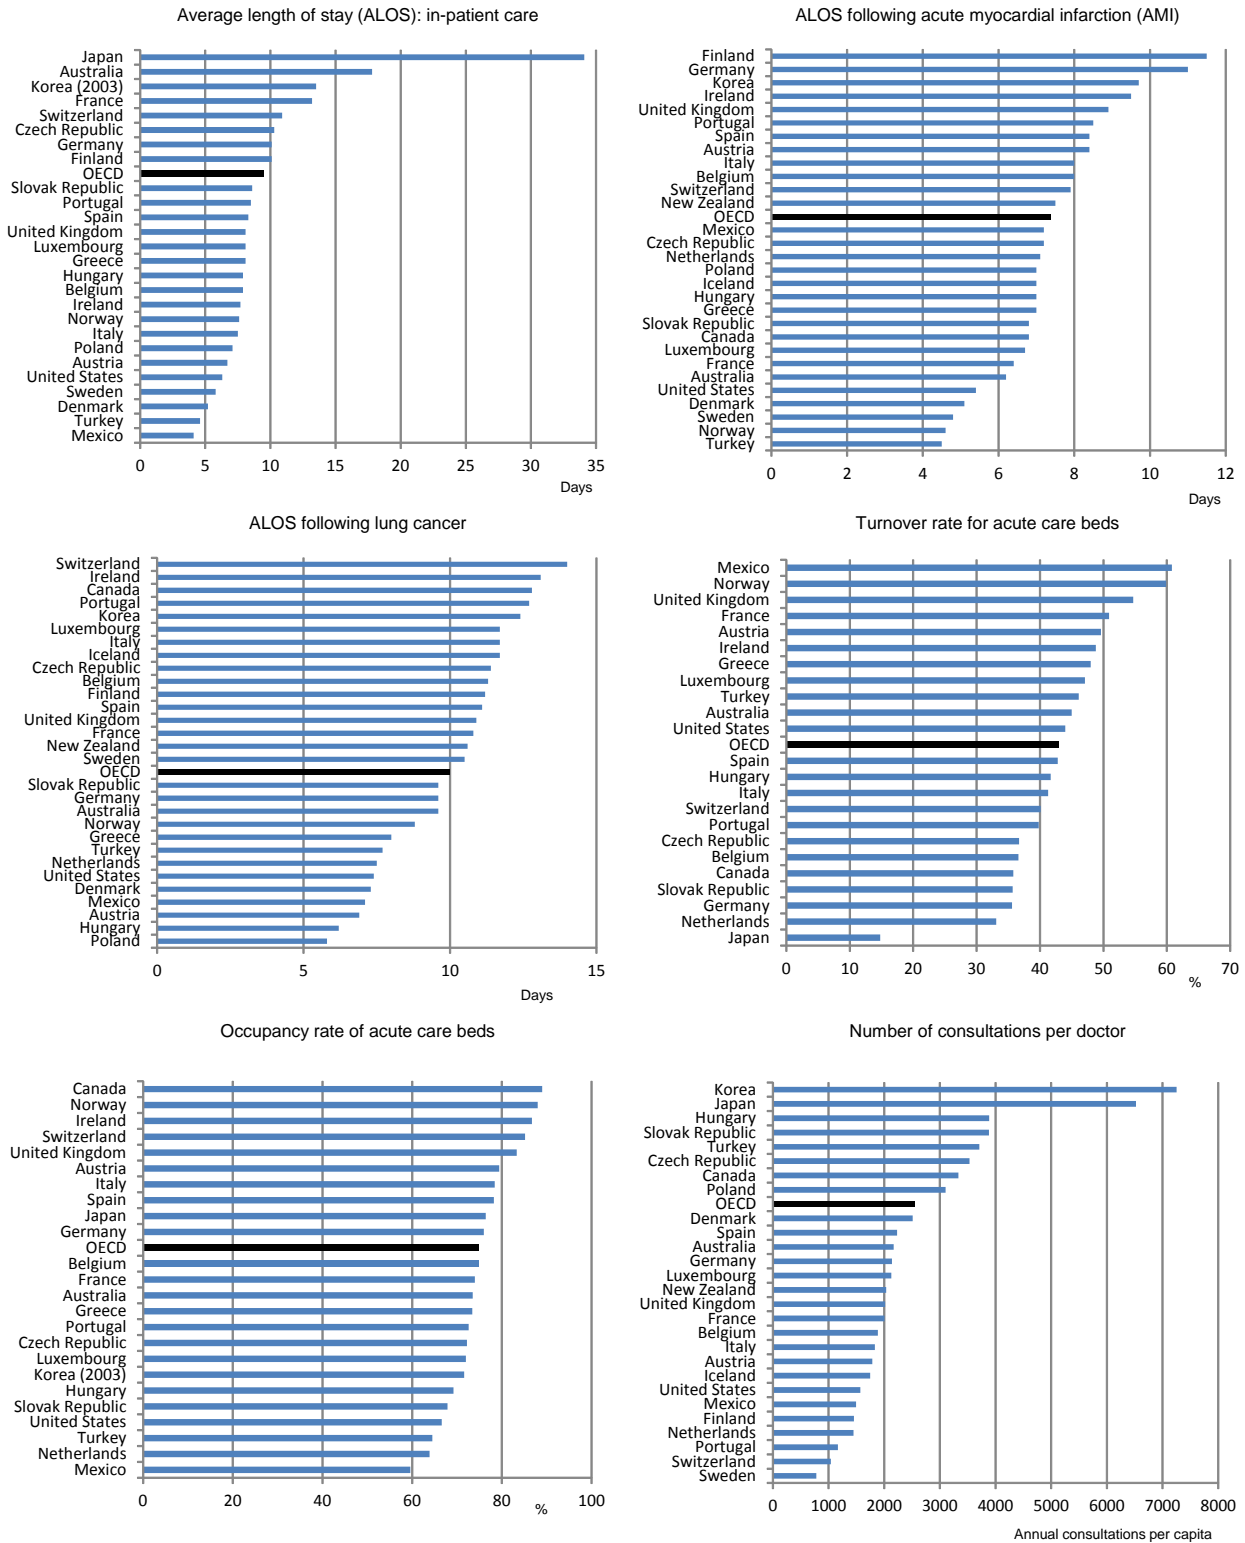 Average length of stay (ALOS): in-patient care
Japan
Australia
Korea (2003)
France
Switzerland
Czech Republic
Germany
Finland
OECD
Slovak Republic
Portugal
Spain
United Kingdom
Luxembourg
Greece
Hungary
Belgium
Ireland
Norway
Italy
Poland
Austria
United States
Sweden
Denmark
Turkey
Mexico
0 5 10 15 20 25 30 35
Days
ALOS following acute myocardial infarction (AMI)
Finland
Germany
Korea
Ireland
United Kingdom
Portugal
Spain
Austria
Italy
Belgium
Switzerland
New Zealand
OECD
Mexico
Czech Republic
Netherlands
Poland
Iceland
Hungary
Greece
Slovak Republic
Canada
Luxembourg
France
Australia
United States
Denmark
Sweden
Norway
Turkey
0 2 4 6 8 10 12
Days
ALOS following lung cancer
Switzerland
Ireland
Canada
Portugal
Korea
Luxembourg
Italy
Iceland
Czech Republic
Belgium
Finland
Spain
United Kingdom
France
New Zealand
Sweden
OECD
Slovak Republic
Germany
Australia
Norway
Greece
Turkey
Netherlands
United States
Denmark
Mexico
Austria
Hungary
Poland
0 5 10 15
Days
Turnover rate for acute care beds
Mexico
Norway
United Kingdom
France
Austria
Ireland
Greece
Luxembourg
Turkey
Australia
United States
OECD
Spain
Hungary
Italy
Switzerland
Portugal
Czech Republic
Belgium
Canada
Slovak Republic
Germany
Netherlands
Japan
0 10 20 30 40 50 60 70
%
Occupancy rate of acute care beds
Canada
Norway
Ireland
Switzerland
United Kingdom
Austria
Italy
Spain
Japan
Germany
OECD
Belgium
France
Australia
Greece
Portugal
Czech Republic
Luxembourg
Korea (2003)
Hungary
Slovak Republic
United States
Turkey
Netherlands
Mexico
0 20 40 60 80 100
%
Number of consultations per doctor
Korea
Japan
Hungary
Slovak Republic
Turkey
Czech Republic
Canada
Poland
OECD
Denmark
Spain
Australia
Germany
Luxembourg
New Zealand
United Kingdom
France
Belgium
Italy
Austria
Iceland
United States
Mexico
Finland
Netherlands
Portugal
Switzerland
Sweden
0 1000 2000 3000 4000 5000 6000 7000 8000
Annual consultations per capita